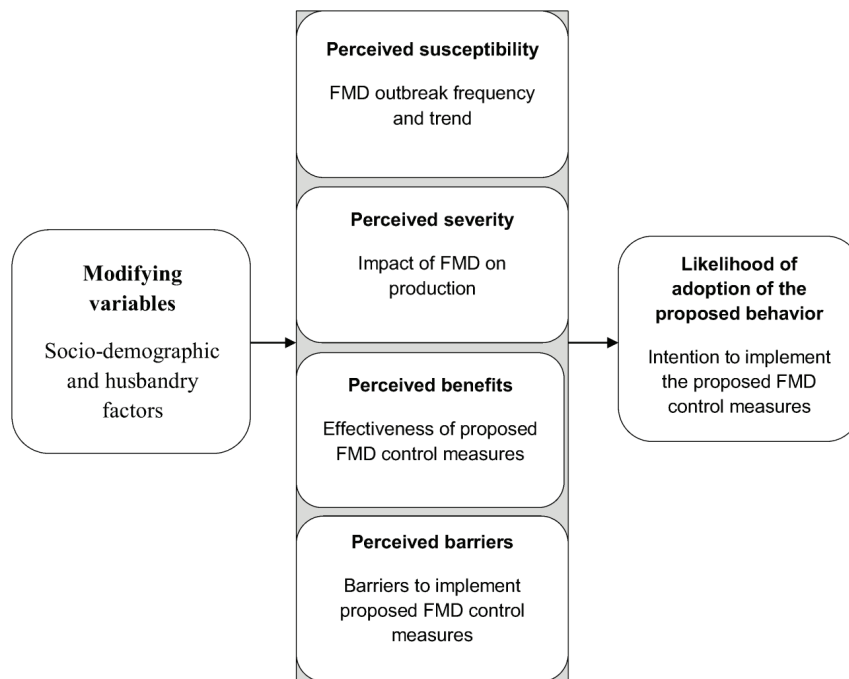 Modifying
variables
Socio-demographic
and husbandry
factors
Perceived susceptibility
FMD outbreak frequency
and trend
Perceived severity
Impact of FMD on
production
Perceived benefits
Effectiveness of proposed
FMD control measures
Perceived barriers
Barriers to implement
proposed FMD control
measures
Likelihood of
adoption of the
proposed behavior
Intention to implement
the proposed FMD
control measures